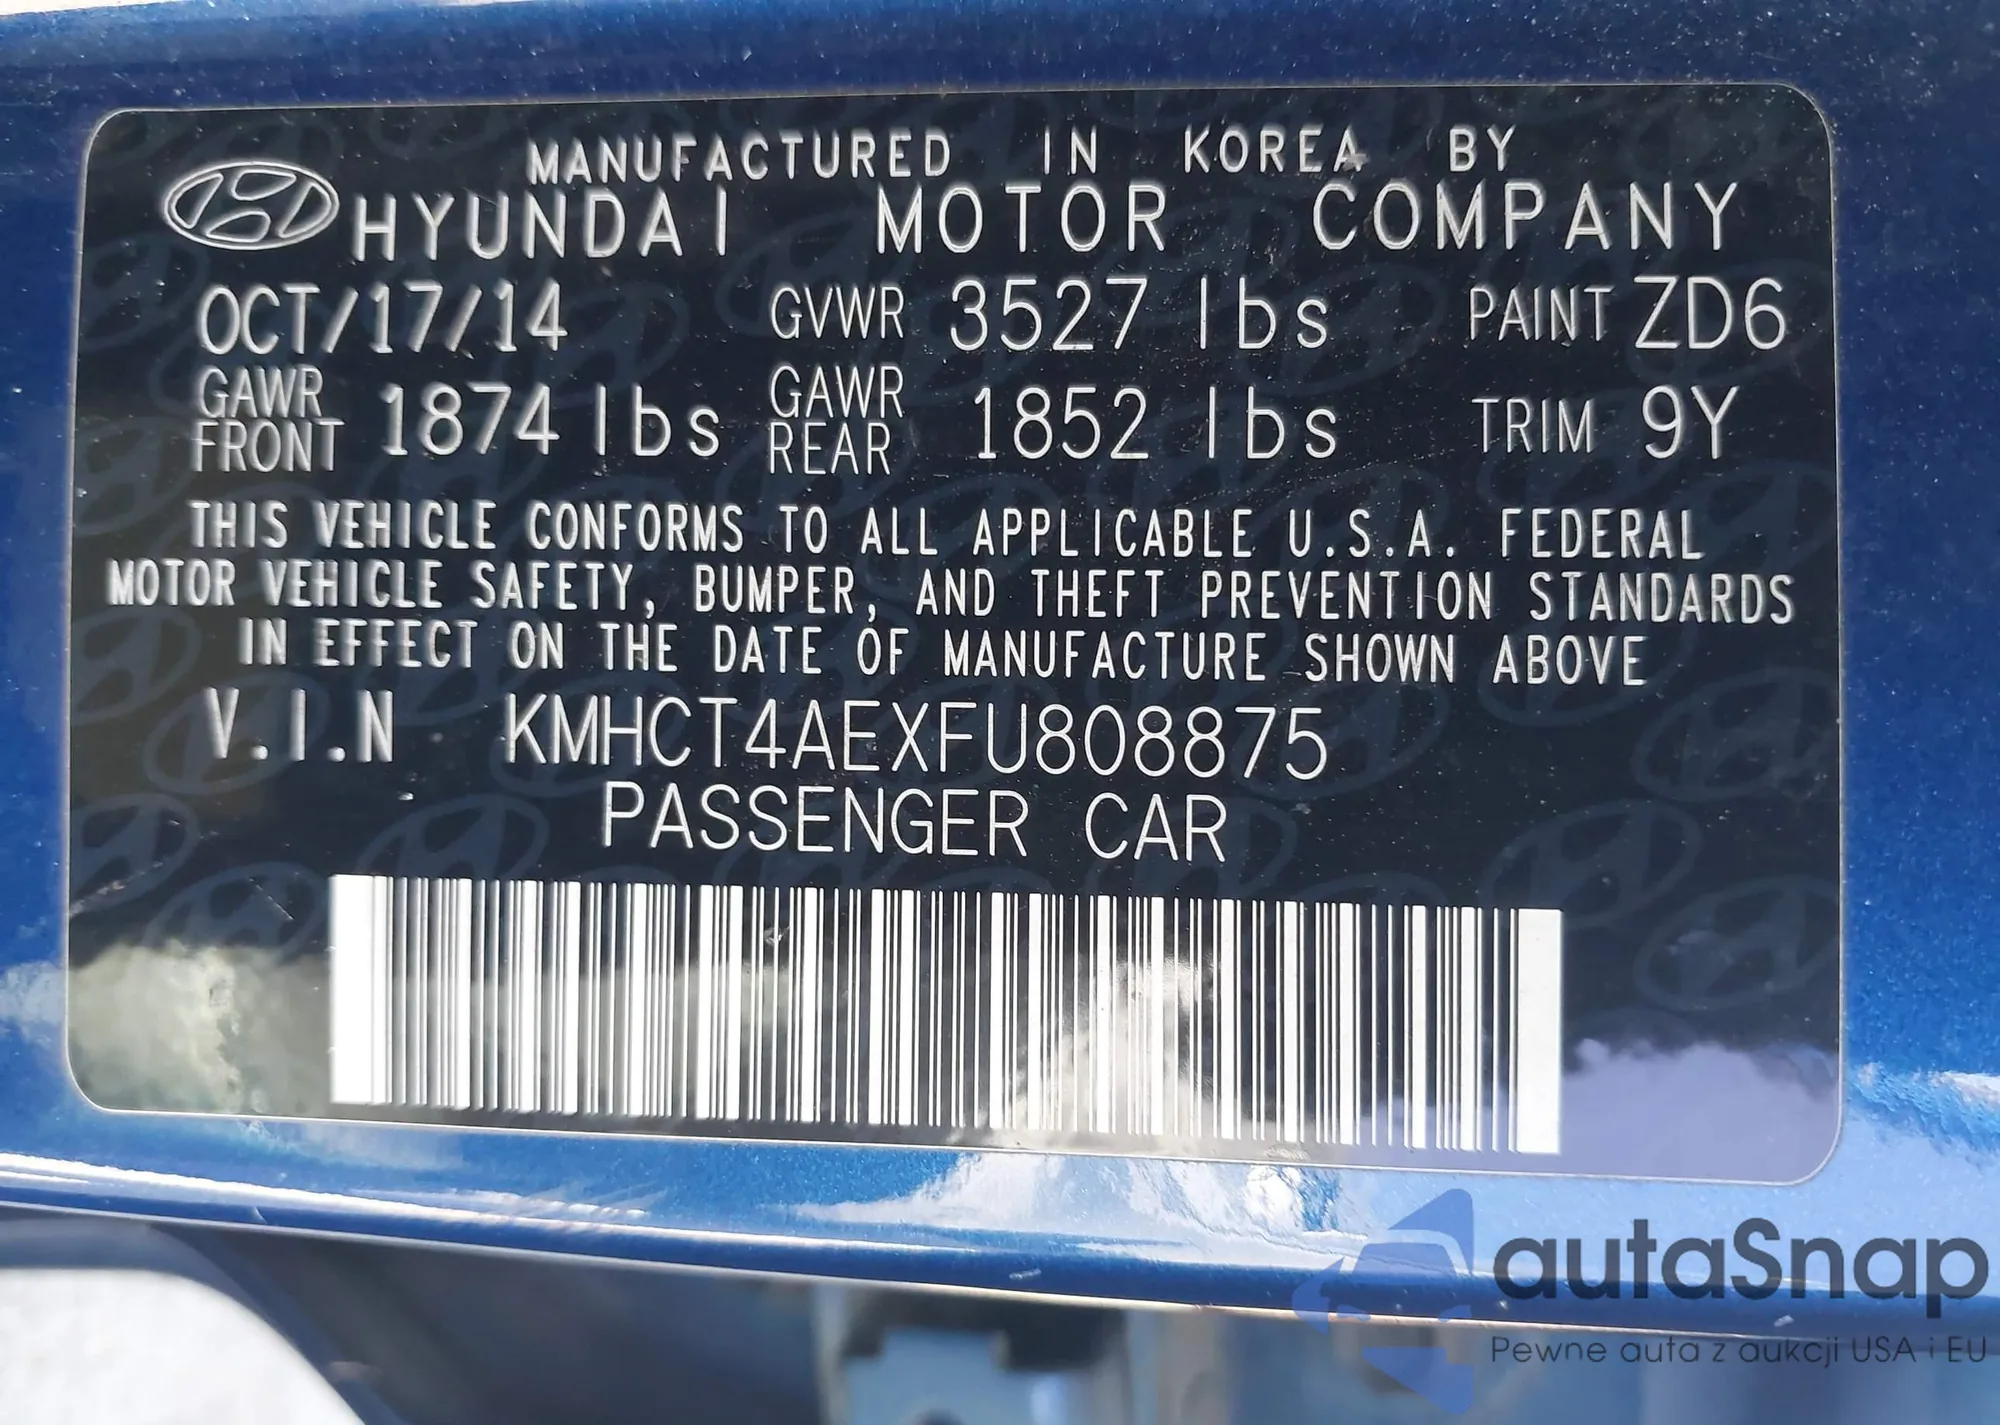 MANUFACTURED IN KOREA BY
HYUNDAI MOTOR COMPANY
OCT/17/14 GVWR 3527 lbs PAINT ZD6
GAWR FRONT 1874 lbs GAWR REAR 1852 lbs TRIM 9Y
THIS VEHICLE CONFORMS TO ALL APPLICABLE U.S.A. FEDERAL
MOTOR VEHICLE SAFETY, BUMPER, AND THEFT PREVENTION STANDARDS
IN EFFECT ON THE DATE OF MANUFACTURE SHOWN ABOVE
V.I.N KMHCT4AEXFU808875
PASSENGER CAR
autaSnap
Pewne auta z aukcji USA i EU